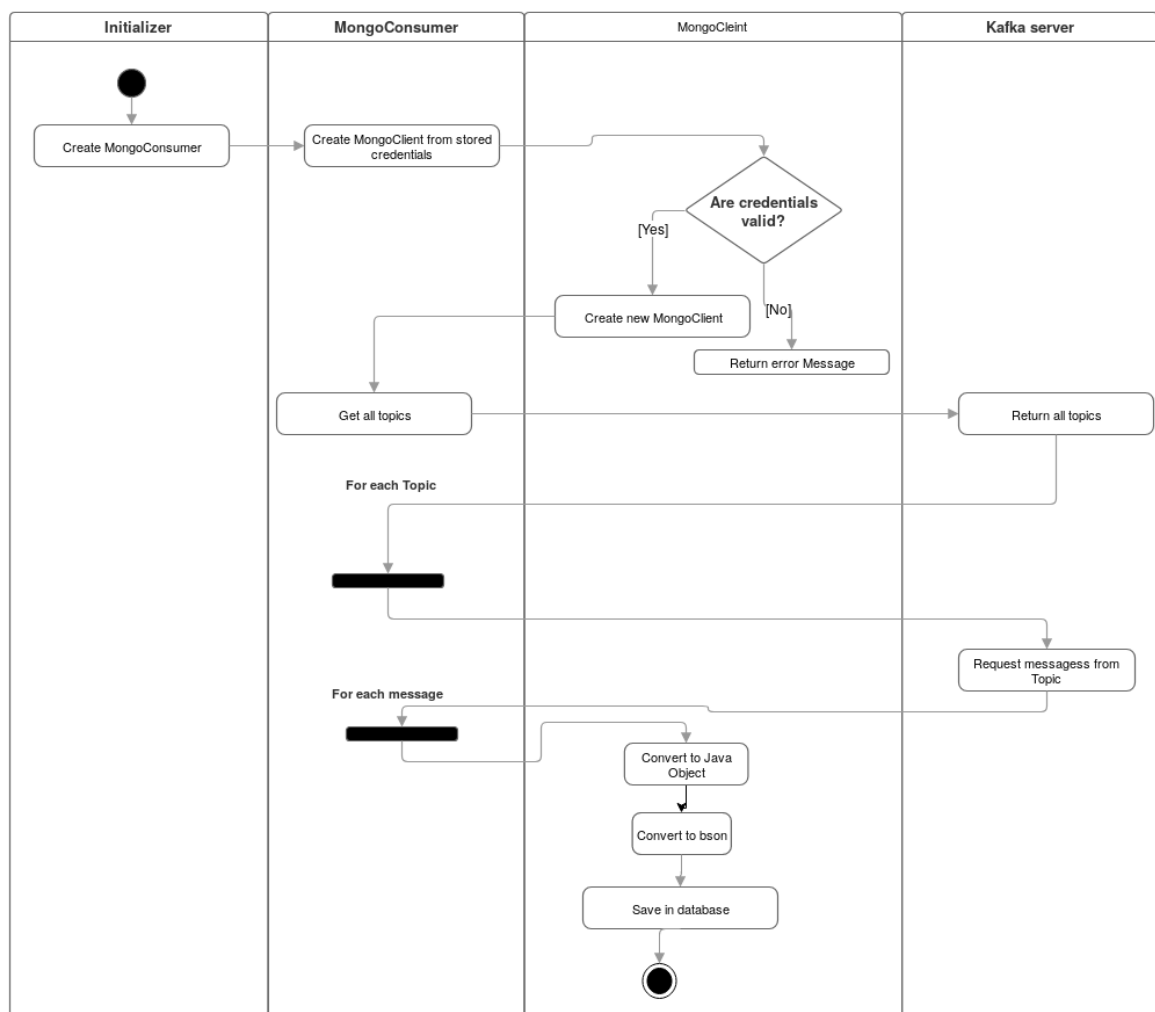 Initializer
MongoConsumer
MongoCleint
Kafka server
Create MongoConsumer
Create MongoClient from stored
credentials
Are credentials
valid?
[Yes]
[No]
Create new MongoClient
Return error Message
Get all topics
Return all topics
For each Topic
Request messagess from
Topic
For each message
Convert to Java
Object
Convert to bson
Save in database